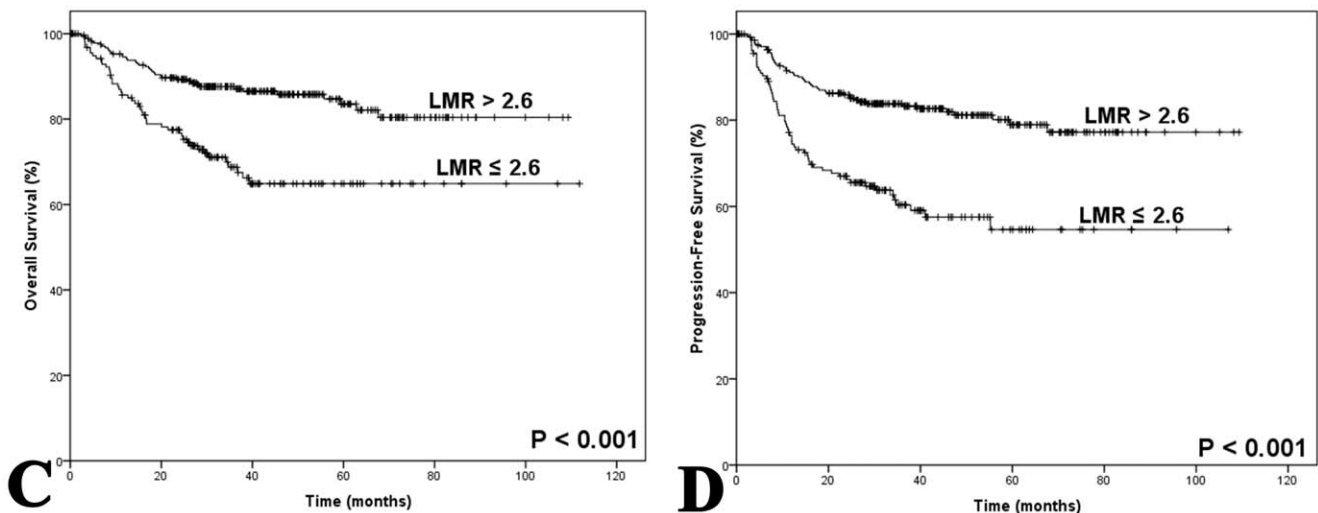 Overall Survival (%)
100
80
60
40
20
0
LMR > 2.6
LMR ≤ 2.6
P < 0.001
0 20 40 60 80 100 120
Time (months)
C
Progression-Free Survival (%)
100
80
60
40
20
0
LMR > 2.6
LMR ≤ 2.6
P < 0.001
0 20 40 60 80 100 120
Time (months)
D